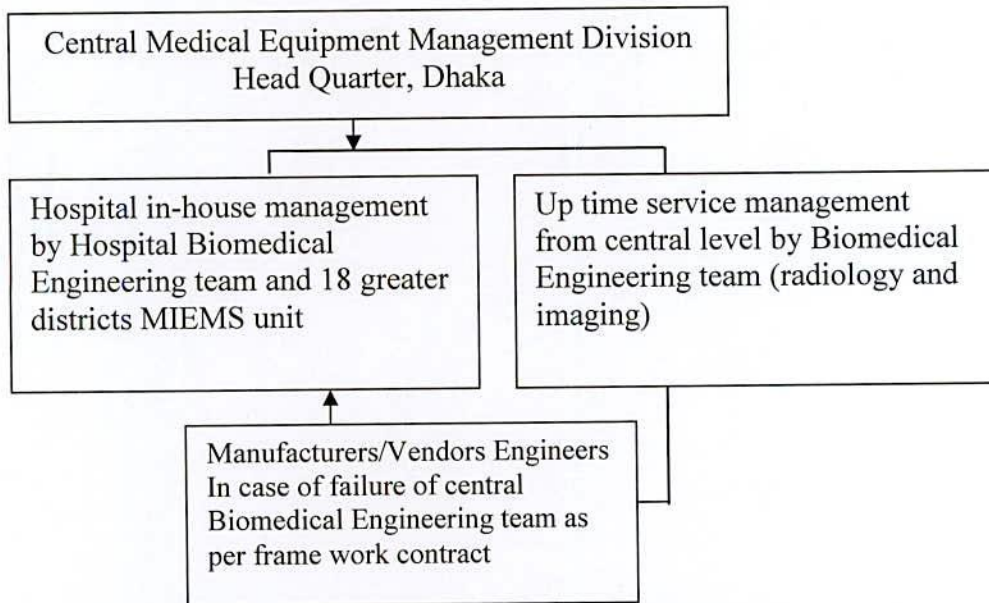 Central Medical Equipment Management Division
Head Quarter, Dhaka
Hospital in-house management
by Hospital Biomedical
Engineering team and 18 greater
districts MIEMS unit
Up time service management
from central level by Biomedical
Engineering team (radiology and
imaging)
Manufacturers/Vendors Engineers
In case of failure of central
Biomedical Engineering team as
per frame work contract